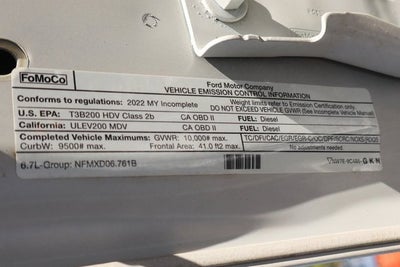 FoMoCo
Ford Motor Company
VEHICLE EMISSION CONTROL INFORMATION
Conforms to regulations: 2022 MY Incomplete
Weight limits refer to Emission Certification only.
DO NOT EXCEED VEHICLE GVWR (See Incomplete Vehicle Manual)
U.S. EPA: T3B200 HDV Class 2b CA OBD II FUEL: Diesel
California: ULEV200 MDV CA OBD II FUEL: Diesel
Completed Vehicle Maximums: GVWR: 10,000# max.
CurbW: 9500# max. Frontal Area: 41.0 ft2 max.
6.7L-Group: NFMXD06.761B
GKN